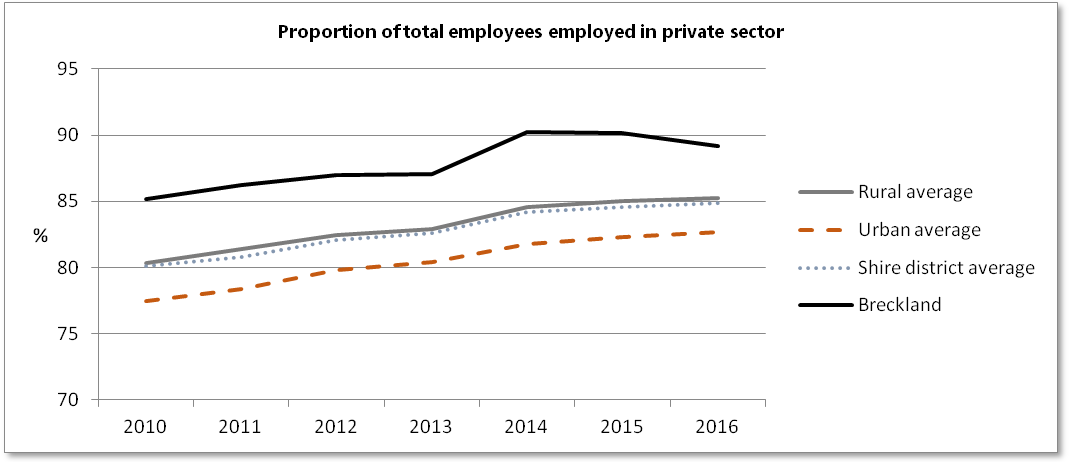 Proportion of total employees employed in private sector
95
90
85
80
75
70
%
2010 2011 2012 2013 2014 2015 2016
Rural average
Urban average
Shire district average
Breckland